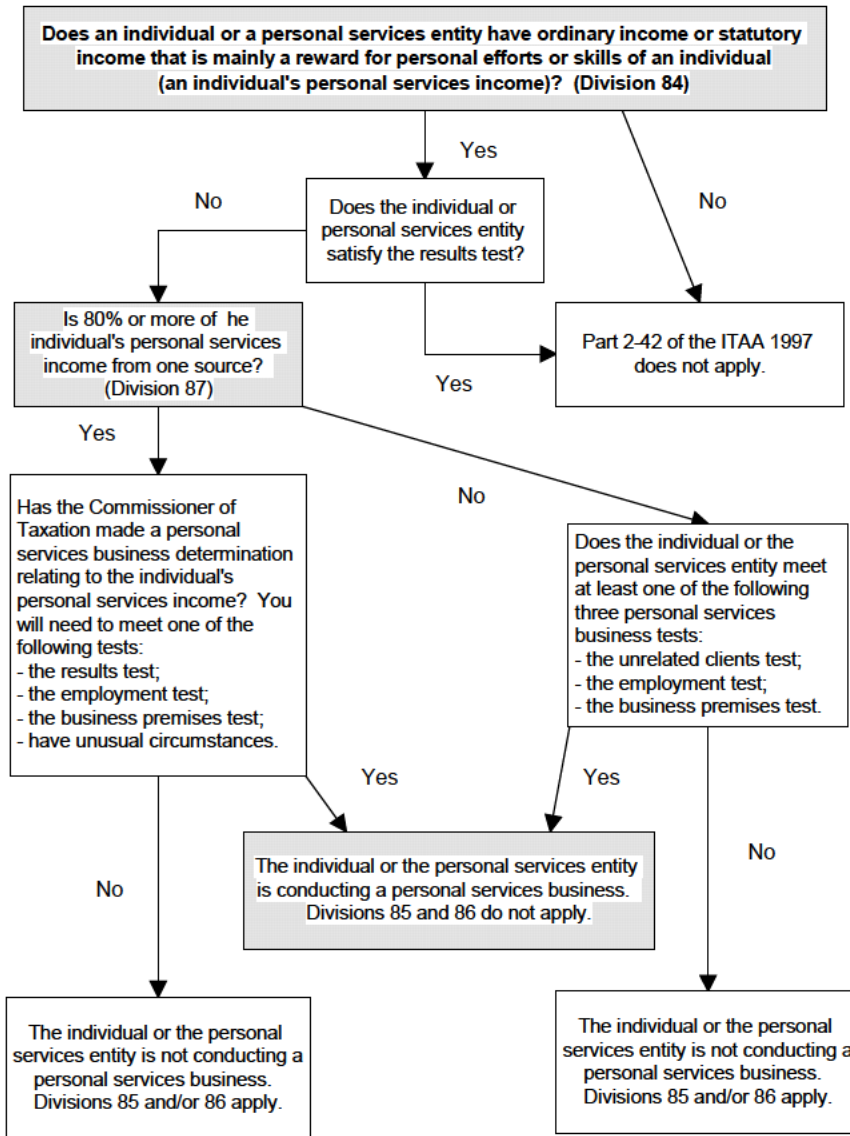 Does an individual or a personal services entity have ordinary income or statutory
income that is mainly a reward for personal efforts or skills of an individual
(an individual's personal services income)? (Division 84)
Yes
No
No
Does the individual or
personal services entity
satisfy the results test?
Is 80% or more of he
individual's personal services
income from one source?
(Division 87)
Yes
Part 2-42 of the ITAA 1997
does not apply.
Yes
No
Has the Commissioner of
Taxation made a personal
services business determination
relating to the individual's
personal services income? You
will need to meet one of the
following tests:
- the results test;
- the employment test;
- the business premises test;
- have unusual circumstances.
Does the individual or the
personal services entity meet
at least one of the following
three personal services
business tests:
- the unrelated clients test;
- the employment test;
- the business premises test.
Yes
Yes
No
No
The individual or the personal services entity
is conducting a personal services business.
Divisions 85 and 86 do not apply.
The individual or the personal
services entity is not conducting a
personal services business.
Divisions 85 and/or 86 apply.
The individual or the personal
services entity is not conducting a
personal services business.
Divisions 85 and/or 86 apply.